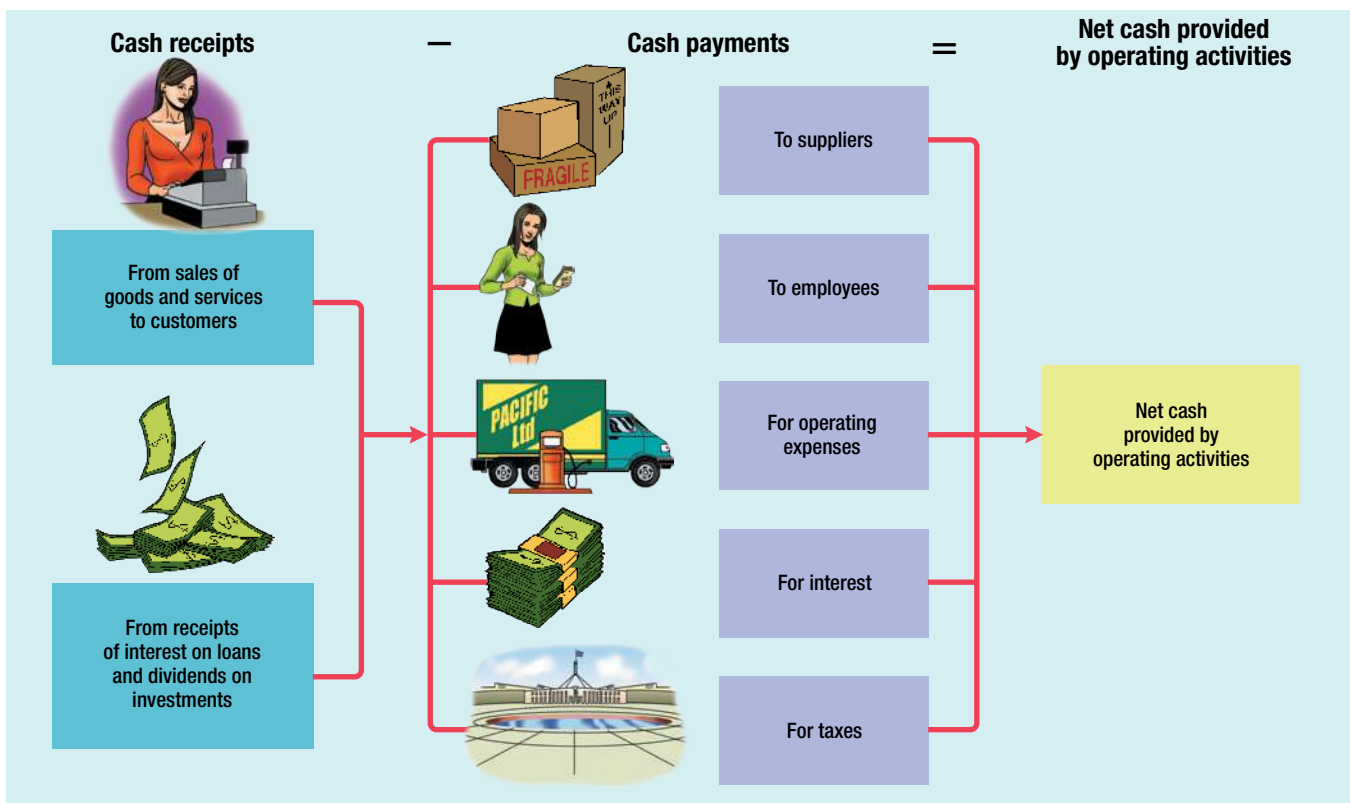 Cash receipts
–
Cash payments
=
Net cash provided
by operating activities
THIS
WAY
UP
FRAGILE
To suppliers
From sales of
goods and services
to customers
To employees
PACIFIC
Ltd
For operating
expenses
Net cash
provided by
operating activities
For interest
From receipts
of interest on loans
and dividends on
investments
For taxes